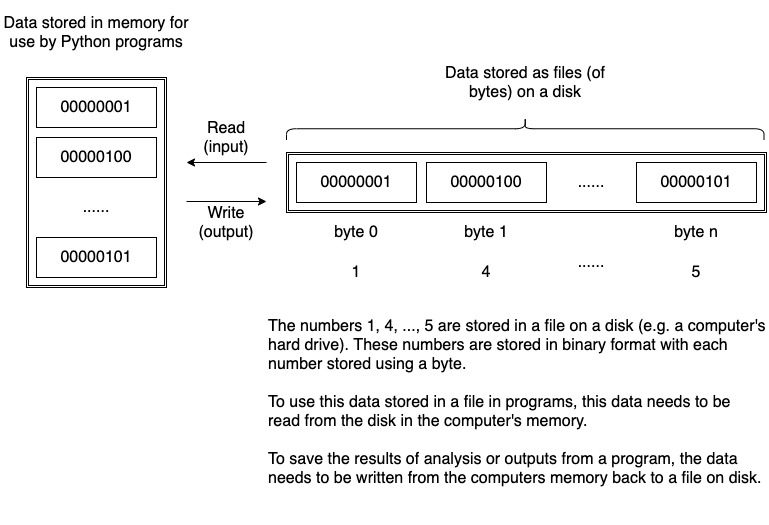 Data stored in memory for
use by Python programs
00000001
00000100
......
00000101
Read
(input)
Write
(output)
Data stored as files (of
bytes) on a disk
00000001 00000100 ...... 00000101
byte 0 byte 1 byte n
1 4 ...... 5
The numbers 1, 4, ..., 5 are stored in a file on a disk (e.g. a computer's
hard drive). These numbers are stored in binary format with each
number stored using a byte.
To use this data stored in a file in programs, this data needs to be
read from the disk in the computer's memory.
To save the results of analysis or outputs from a program, the data
needs to be written from the computers memory back to a file on disk.